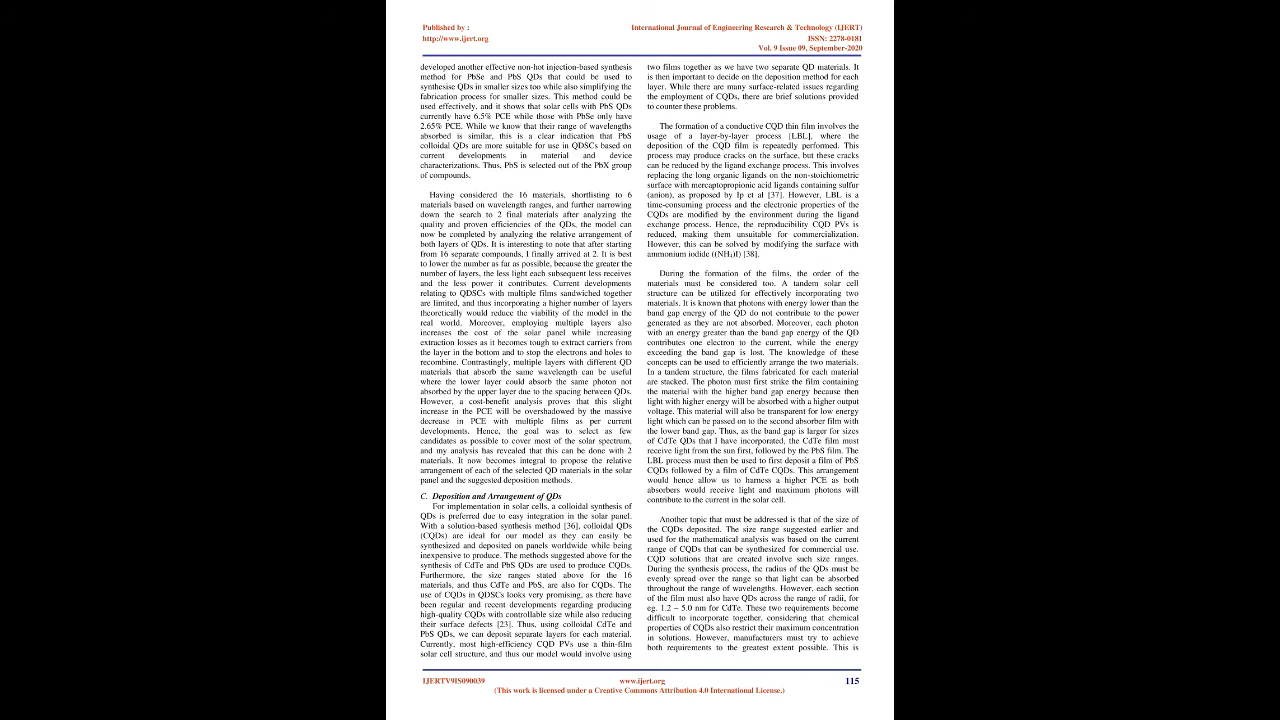 Published by :
http://www.ijert.org
International Journal of Engineering Research & Technology (IJERT)
ISSN: 2278-0181
Vol. 9 Issue 09, September-2020
developed another effective non-hot injection-based synthesis
method for PbSe and PbS QDs that could be used to
synthesise QDs in smaller sizes too while also simplifying the
fabrication process for smaller sizes. This method could be
used effectively, and it shows that solar cells with PbS QDs
currently have 6.5% PCE while those with PbSe only have
2.65% PCE. While we know that their range of wavelengths
absorbed is similar, this is a clear indication that PbS
colloidal QDs are more suitable for use in QDSCs based on
current developments in material and device
characterizations. Thus, PbS is selected out of the PbX group
of compounds.
Having considered the 16 materials, shortlisting to 6
materials based on wavelength ranges, and further narrowing
down the search to 2 final materials after analyzing the
quality and proven efficiencies of the QDs, the model can
now be completed by analyzing the relative arrangement of
both layers of QDs. It is interesting to note that after starting
from 16 separate compounds, I finally arrived at 2. It is best
to lower the number as far as possible, because the greater the
number of layers, the less light each subsequent less receives
and the less power it contributes. Current developments
relating to QDSCs with multiple films sandwiched together
are limited, and thus incorporating a higher number of layers
theoretically would reduce the viability of the model in the
real world. Moreover, employing multiple layers also
increases the cost of the solar panel while increasing
extraction losses as it becomes tough to extract carriers from
the layer in the bottom and to stop the electrons and holes to
recombine. Contrastingly, multiple layers with different QD
materials that absorb the same wavelength can be useful
where the lower layer could absorb the same photon not
absorbed by the upper layer due to the spacing between QDs.
However, a cost-benefit analysis proves that this slight
increase in the PCE will be overshadowed by the massive
decrease in PCE with multiple films as per current
developments. Hence, the goal was to select as few
candidates as possible to cover most of the solar spectrum,
and my analysis has revealed that this can be done with 2
materials. It now becomes integral to propose the relative
arrangement of each of the selected QD materials in the solar
panel and the suggested deposition methods.
C. Deposition and Arrangement of QDs
For implementation in solar cells, a colloidal synthesis of
QDs is preferred due to easy integration in the solar panel.
With a solution-based synthesis method [36], colloidal QDs
(CQDs) are ideal for our model as they can easily be
synthesized and deposited on panels worldwide while being
inexpensive to produce. The methods suggested above for the
synthesis of CdTe and PbS QDs are used to produce CQDs.
Furthermore, the size ranges stated above for the 16
materials, and thus CdTe and PbS, are also for CQDs. The
use of CQDs in QDSCs looks very promising, as there have
been regular and recent developments regarding producing
high-quality CQDs with controllable size while also reducing
their surface defects [23]. Thus, using colloidal CdTe and
PbS QDs, we can deposit separate layers for each material.
Currently, most high-efficiency CQD PVs use a thin-film
solar cell structure, and thus our model would involve using
two films together as we have two separate QD materials. It
is then important to decide on the deposition method for each
layer. While there are many surface-related issues regarding
the employment of CQDs, there are brief solutions provided
to counter these problems.
The formation of a conductive CQD thin film involves the
usage of a layer-by-layer process [LBL], where the
deposition of the CQD film is repeatedly performed. This
process may produce cracks on the surface, but these cracks
can be reduced by the ligand exchange process. This involves
replacing the long organic ligands on the non-stoichiometric
surface with mercaptopropionic acid ligands containing sulfur
(anion), as proposed by Ip et al [37]. However, LBL is a
time-consuming process and the electronic properties of the
CQDs are modified by the environment during the ligand
exchange process. Hence, the reproducibility CQD PVs is
reduced, making them unsuitable for commercialization.
However, this can be solved by modifying the surface with
ammonium iodide ((NH₄)I) [38].
During the formation of the films, the order of the
materials must be considered too. A tandem solar cell
structure can be utilized for effectively incorporating two
materials. It is known that photons with energy lower than the
band gap energy of the QD do not contribute to the power
generated as they are not absorbed. Moreover, each photon
with an energy greater than the band gap energy of the QD
contributes one electron to the current, while the energy
exceeding the band gap is lost. The knowledge of these
concepts can be used to efficiently arrange the two materials.
In a tandem structure, the films fabricated for each material
are stacked. The photon must first strike the film containing
the material with the higher band gap energy because then
light with higher energy will be absorbed with a higher output
voltage. This material will also be transparent for low energy
light which can be passed on to the second absorber film with
the lower band gap. Thus, as the band gap is larger for sizes
of CdTe QDs that I have incorporated, the CdTe film must
receive light from the sun first, followed by the PbS film. The
LBL process must then be used to first deposit a film of PbS
CQDs followed by a film of CdTe CQDs. This arrangement
would hence allow us to harness a higher PCE as both
absorbers would receive light and maximum photons will
contribute to the current in the solar cell.
Another topic that must be addressed is that of the size of
the CQDs deposited. The size range suggested earlier and
used for the mathematical analysis was based on the current
range of CQDs that can be synthesized for commercial use.
CQD solutions that are created involve such size ranges.
During the synthesis process, the radius of the QDs must be
evenly spread over the range so that light can be absorbed
throughout the range of wavelengths. However, each section
of the film must also have QDs across the range of radii, for
eg. 1.2 – 5.0 nm for CdTe. These two requirements become
difficult to incorporate together, considering that chemical
properties of CQDs also restrict their maximum concentration
in solutions. However, manufacturers must try to achieve
both requirements to the greatest extent possible. This is
IJERTV9IS090039
www.ijert.org
(This work is licensed under a Creative Commons Attribution 4.0 International License.)
115